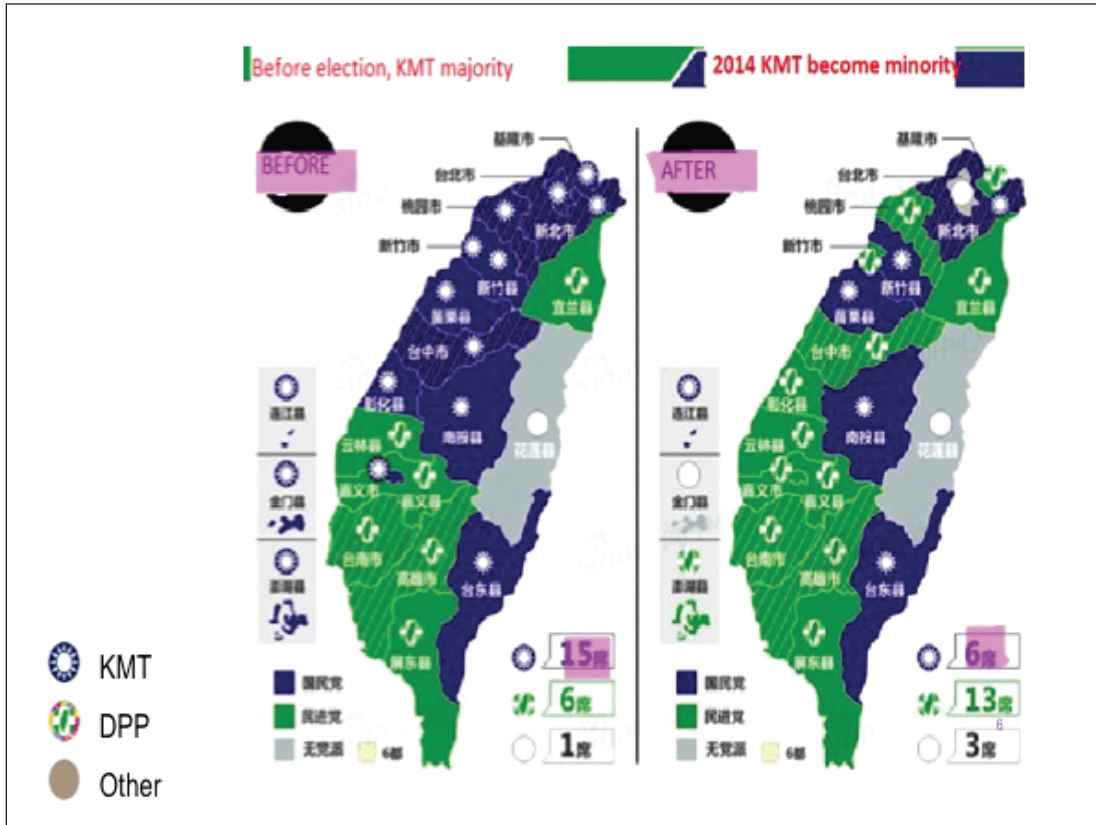 Before election, KMT majority
2014 KMT become minority
BEFORE
基隆市
台北市
桃园市
新竹市
新北市
新竹县
宜兰县
苗栗县
台中市
彰化县
南投县
花莲县
云林县
嘉义市
嘉义县
台南市
高雄市
台东县
屏东县
连江县
金门县
澎湖县
国民党
民进党
无党派
6都
15席
6席
1席
AFTER
基隆市
台北市
桃园市
新竹市
新北市
新竹县
宜兰县
苗栗县
台中市
彰化县
南投县
花莲县
云林县
嘉义市
嘉义县
台南市
高雄市
台东县
屏东县
连江县
金门县
澎湖县
国民党
民进党
无党派
6都
6席
13席
6
3席
KMT
DPP
Other